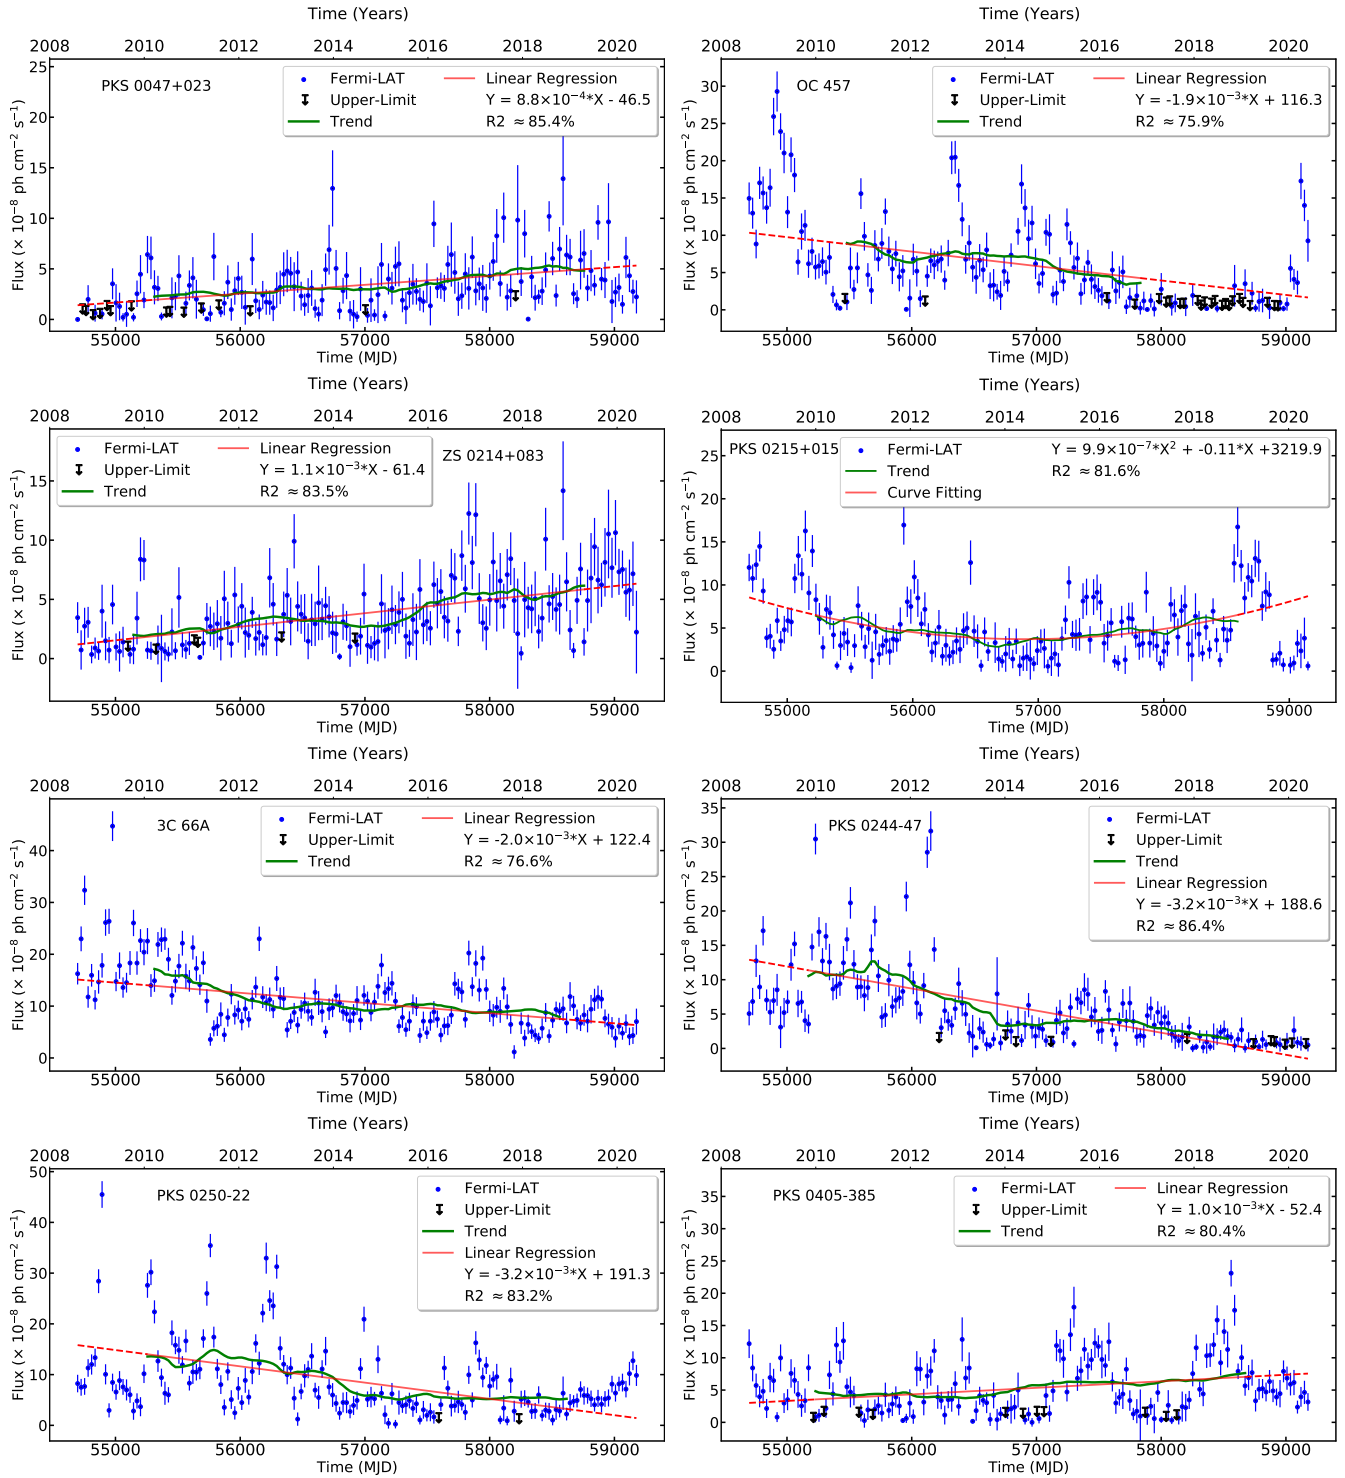 Time (Years)
2008 2010 2012 2014 2016 2018 2020
PKS 0047+023
Fermi-LAT
Upper-Limit
Trend
Linear Regression
Y = 8.8×10⁻⁴*X - 46.5
R2 ≈85.4%
Flux (× 10⁻⁸ ph cm⁻² s⁻¹)
25
20
15
10
5
0
55000 56000 57000 58000 59000
Time (MJD)
Time (Years)
2008 2010 2012 2014 2016 2018 2020
OC 457
Fermi-LAT
Upper-Limit
Trend
Linear Regression
Y = -1.9×10⁻³*X + 116.3
R2 ≈75.9%
Flux (× 10⁻⁸ ph cm⁻² s⁻¹)
30
25
20
15
10
5
0
55000 56000 57000 58000 59000
Time (MJD)
Time (Years)
2008 2010 2012 2014 2016 2018 2020
ZS 0214+083
Fermi-LAT
Upper-Limit
Trend
Linear Regression
Y = 1.1×10⁻³*X - 61.4
R2 ≈83.5%
Flux (× 10⁻⁸ ph cm⁻² s⁻¹)
15
10
5
0
55000 56000 57000 58000 59000
Time (MJD)
Time (Years)
2008 2010 2012 2014 2016 2018 2020
PKS 0215+015
Fermi-LAT
Trend
Curve Fitting
Y = 9.9×10⁻⁷*X² + -0.11*X +3219.9
R2 ≈81.6%
Flux (× 10⁻⁸ ph cm⁻² s⁻¹)
25
20
15
10
5
0
55000 56000 57000 58000 59000
Time (MJD)
Time (Years)
2008 2010 2012 2014 2016 2018 2020
3C 66A
Fermi-LAT
Upper-Limit
Trend
Linear Regression
Y = -2.0×10⁻³*X + 122.4
R2 ≈76.6%
Flux (× 10⁻⁸ ph cm⁻² s⁻¹)
40
30
20
10
0
55000 56000 57000 58000 59000
Time (MJD)
Time (Years)
2008 2010 2012 2014 2016 2018 2020
PKS 0244-47
Fermi-LAT
Upper-Limit
Trend
Linear Regression
Y = -3.2×10⁻³*X + 188.6
R2 ≈86.4%
Flux (× 10⁻⁸ ph cm⁻² s⁻¹)
35
30
25
20
15
10
5
0
55000 56000 57000 58000 59000
Time (MJD)
Time (Years)
2008 2010 2012 2014 2016 2018 2020
PKS 0250-22
Fermi-LAT
Upper-Limit
Trend
Linear Regression
Y = -3.2×10⁻³*X + 191.3
R2 ≈83.2%
Flux (× 10⁻⁸ ph cm⁻² s⁻¹)
50
40
30
20
10
0
55000 56000 57000 58000 59000
Time (MJD)
Time (Years)
2008 2010 2012 2014 2016 2018 2020
PKS 0405-385
Fermi-LAT
Upper-Limit
Trend
Linear Regression
Y = 1.0×10⁻³*X - 52.4
R2 ≈80.4%
Flux (× 10⁻⁸ ph cm⁻² s⁻¹)
35
30
25
20
15
10
5
0
55000 56000 57000 58000 59000
Time (MJD)